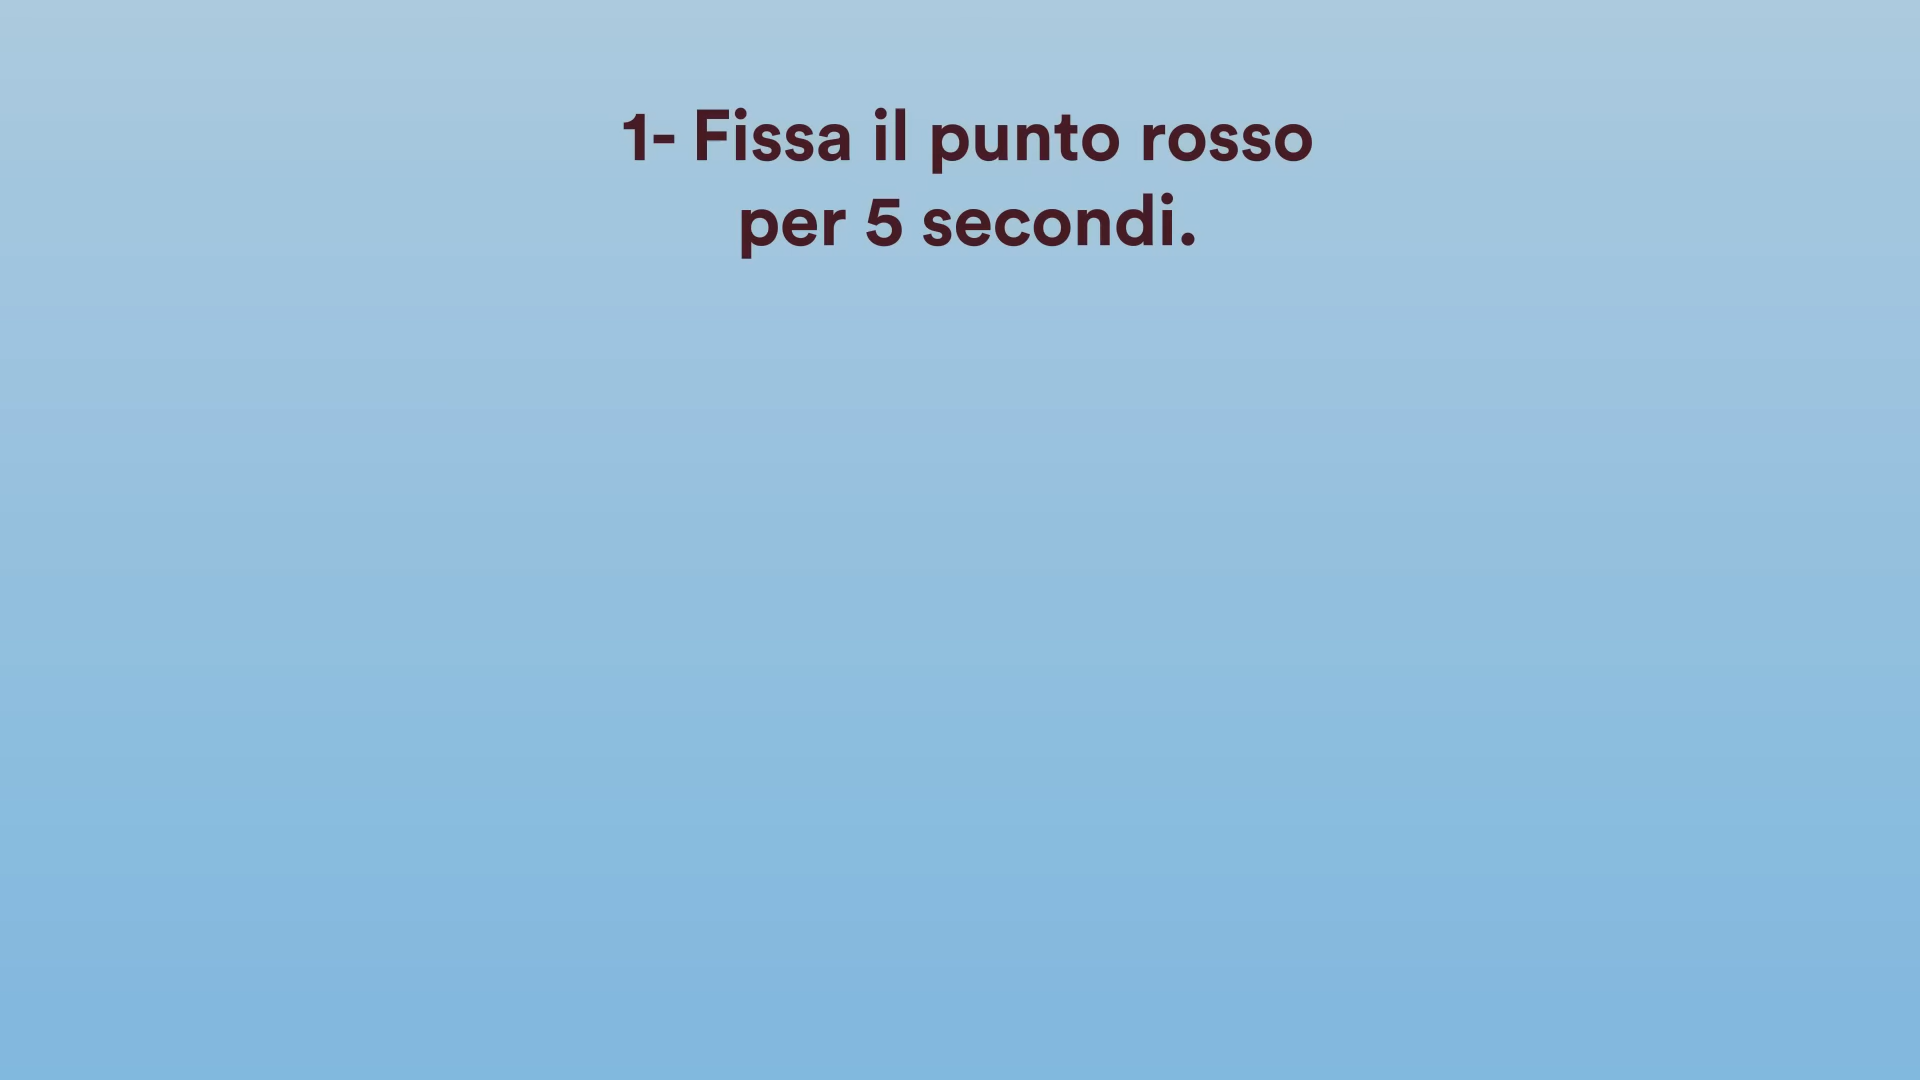 1- Fissa il punto rosso
per 5 secondi.